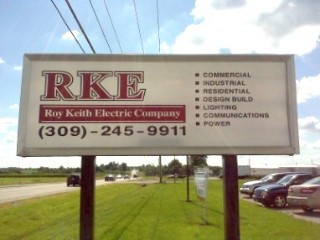 RKE
Roy Keith Electric Company
(309)-245-9911
▪ COMMERCIAL
▪ INDUSTRIAL
▪ RESIDENTIAL
▪ DESIGN BUILD
▪ LIGHTING
▪ COMMUNICATIONS
▪ POWER